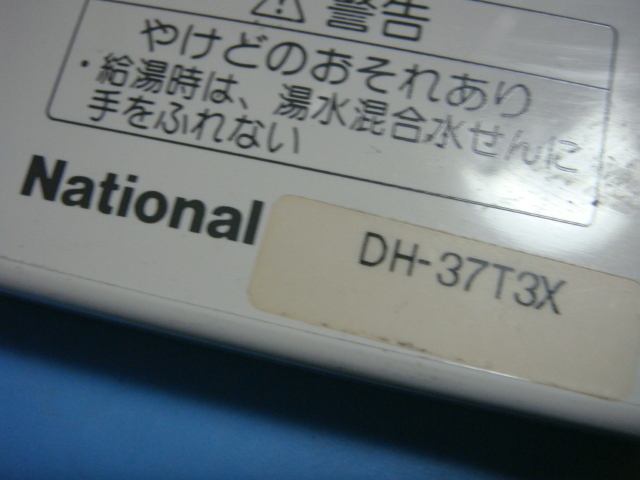 警告
やけどのおそれあり
・給湯時は、湯水混合水せんに
手をふれない
National
DH-37T3X